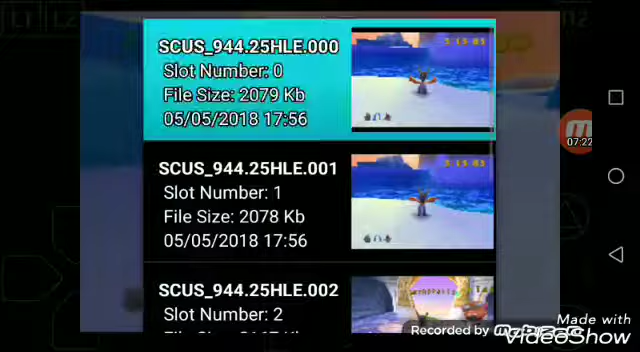 L1 L2
SCUS_944.25HLE.000
Slot Number: 0
File Size: 2079 Kb
05/05/2018 17:56
SCUS_944.25HLE.001
Slot Number: 1
File Size: 2078 Kb
05/05/2018 17:56
SCUS_944.25HLE.002
Slot Number: 2
07:22
Recorded by
Made with
VideoShow